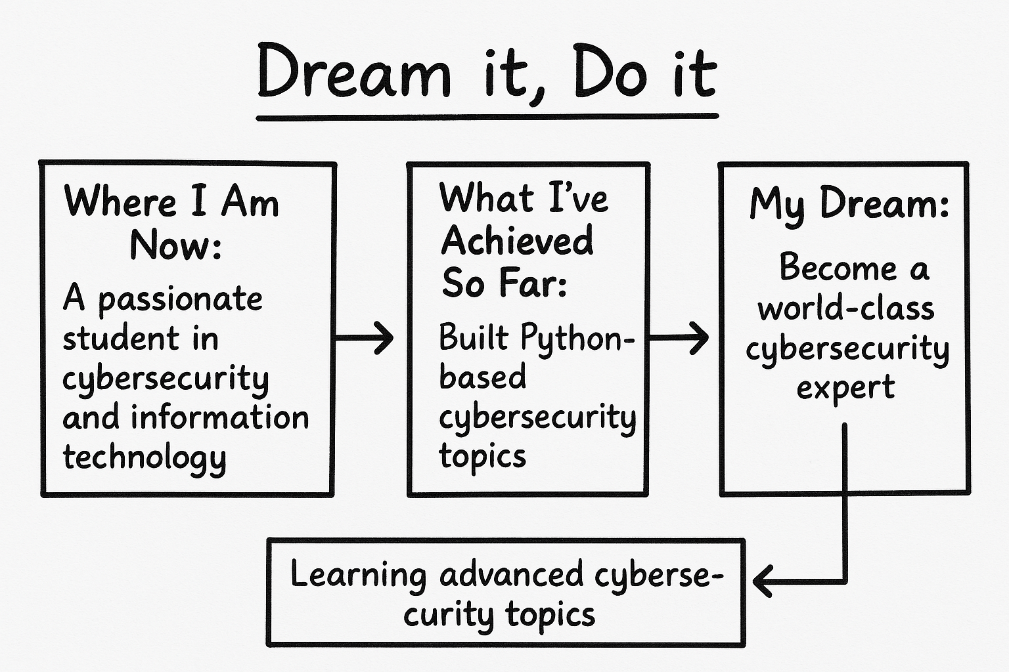 Dream it, Do it
Where I Am
Now:
A passionate
student in
cybersecurity
and information
technology
What I've
Achieved
So Far:
Built Python-
based
cybersecurity
topics
My Dream:
Become a
world-class
cybersecurity
expert
Learning advanced cyberse-
curity topics